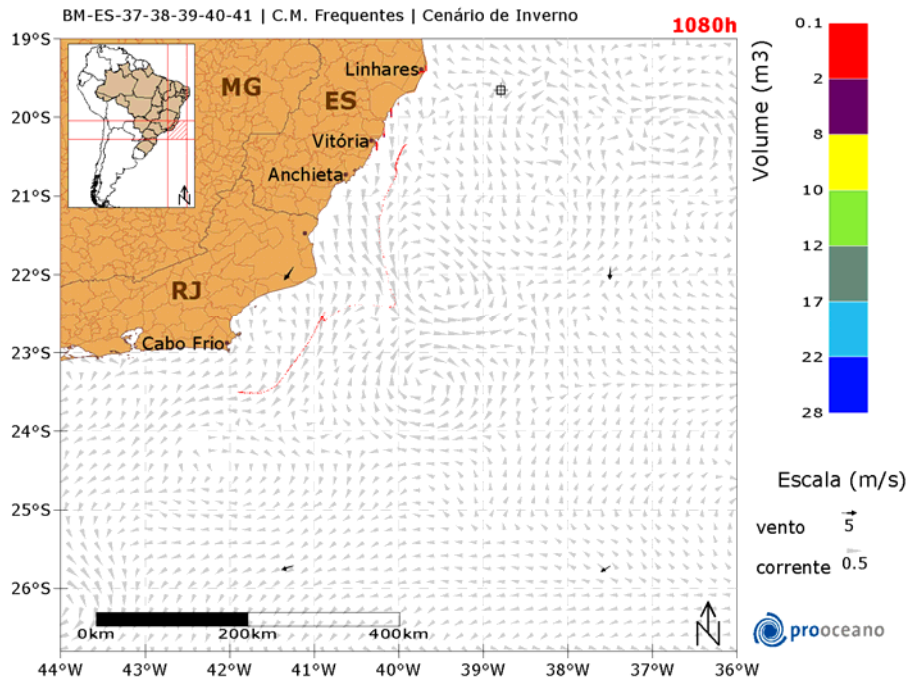 BM-ES-37-38-39-40-41 | C.M. Frequentes | Cenário de Inverno
1080h
19°S
20°S
21°S
22°S
23°S
24°S
25°S
26°S
44°W
43°W
42°W
41°W
40°W
39°W
38°W
37°W
36°W
N
MG
ES
RJ
Linhares
Vitória
Anchieta
Cabo Frio
0km
200km
400km
N
Volume (m3)
0.1
2
8
10
12
17
22
28
Escala (m/s)
vento
5
corrente
0.5
prooceano